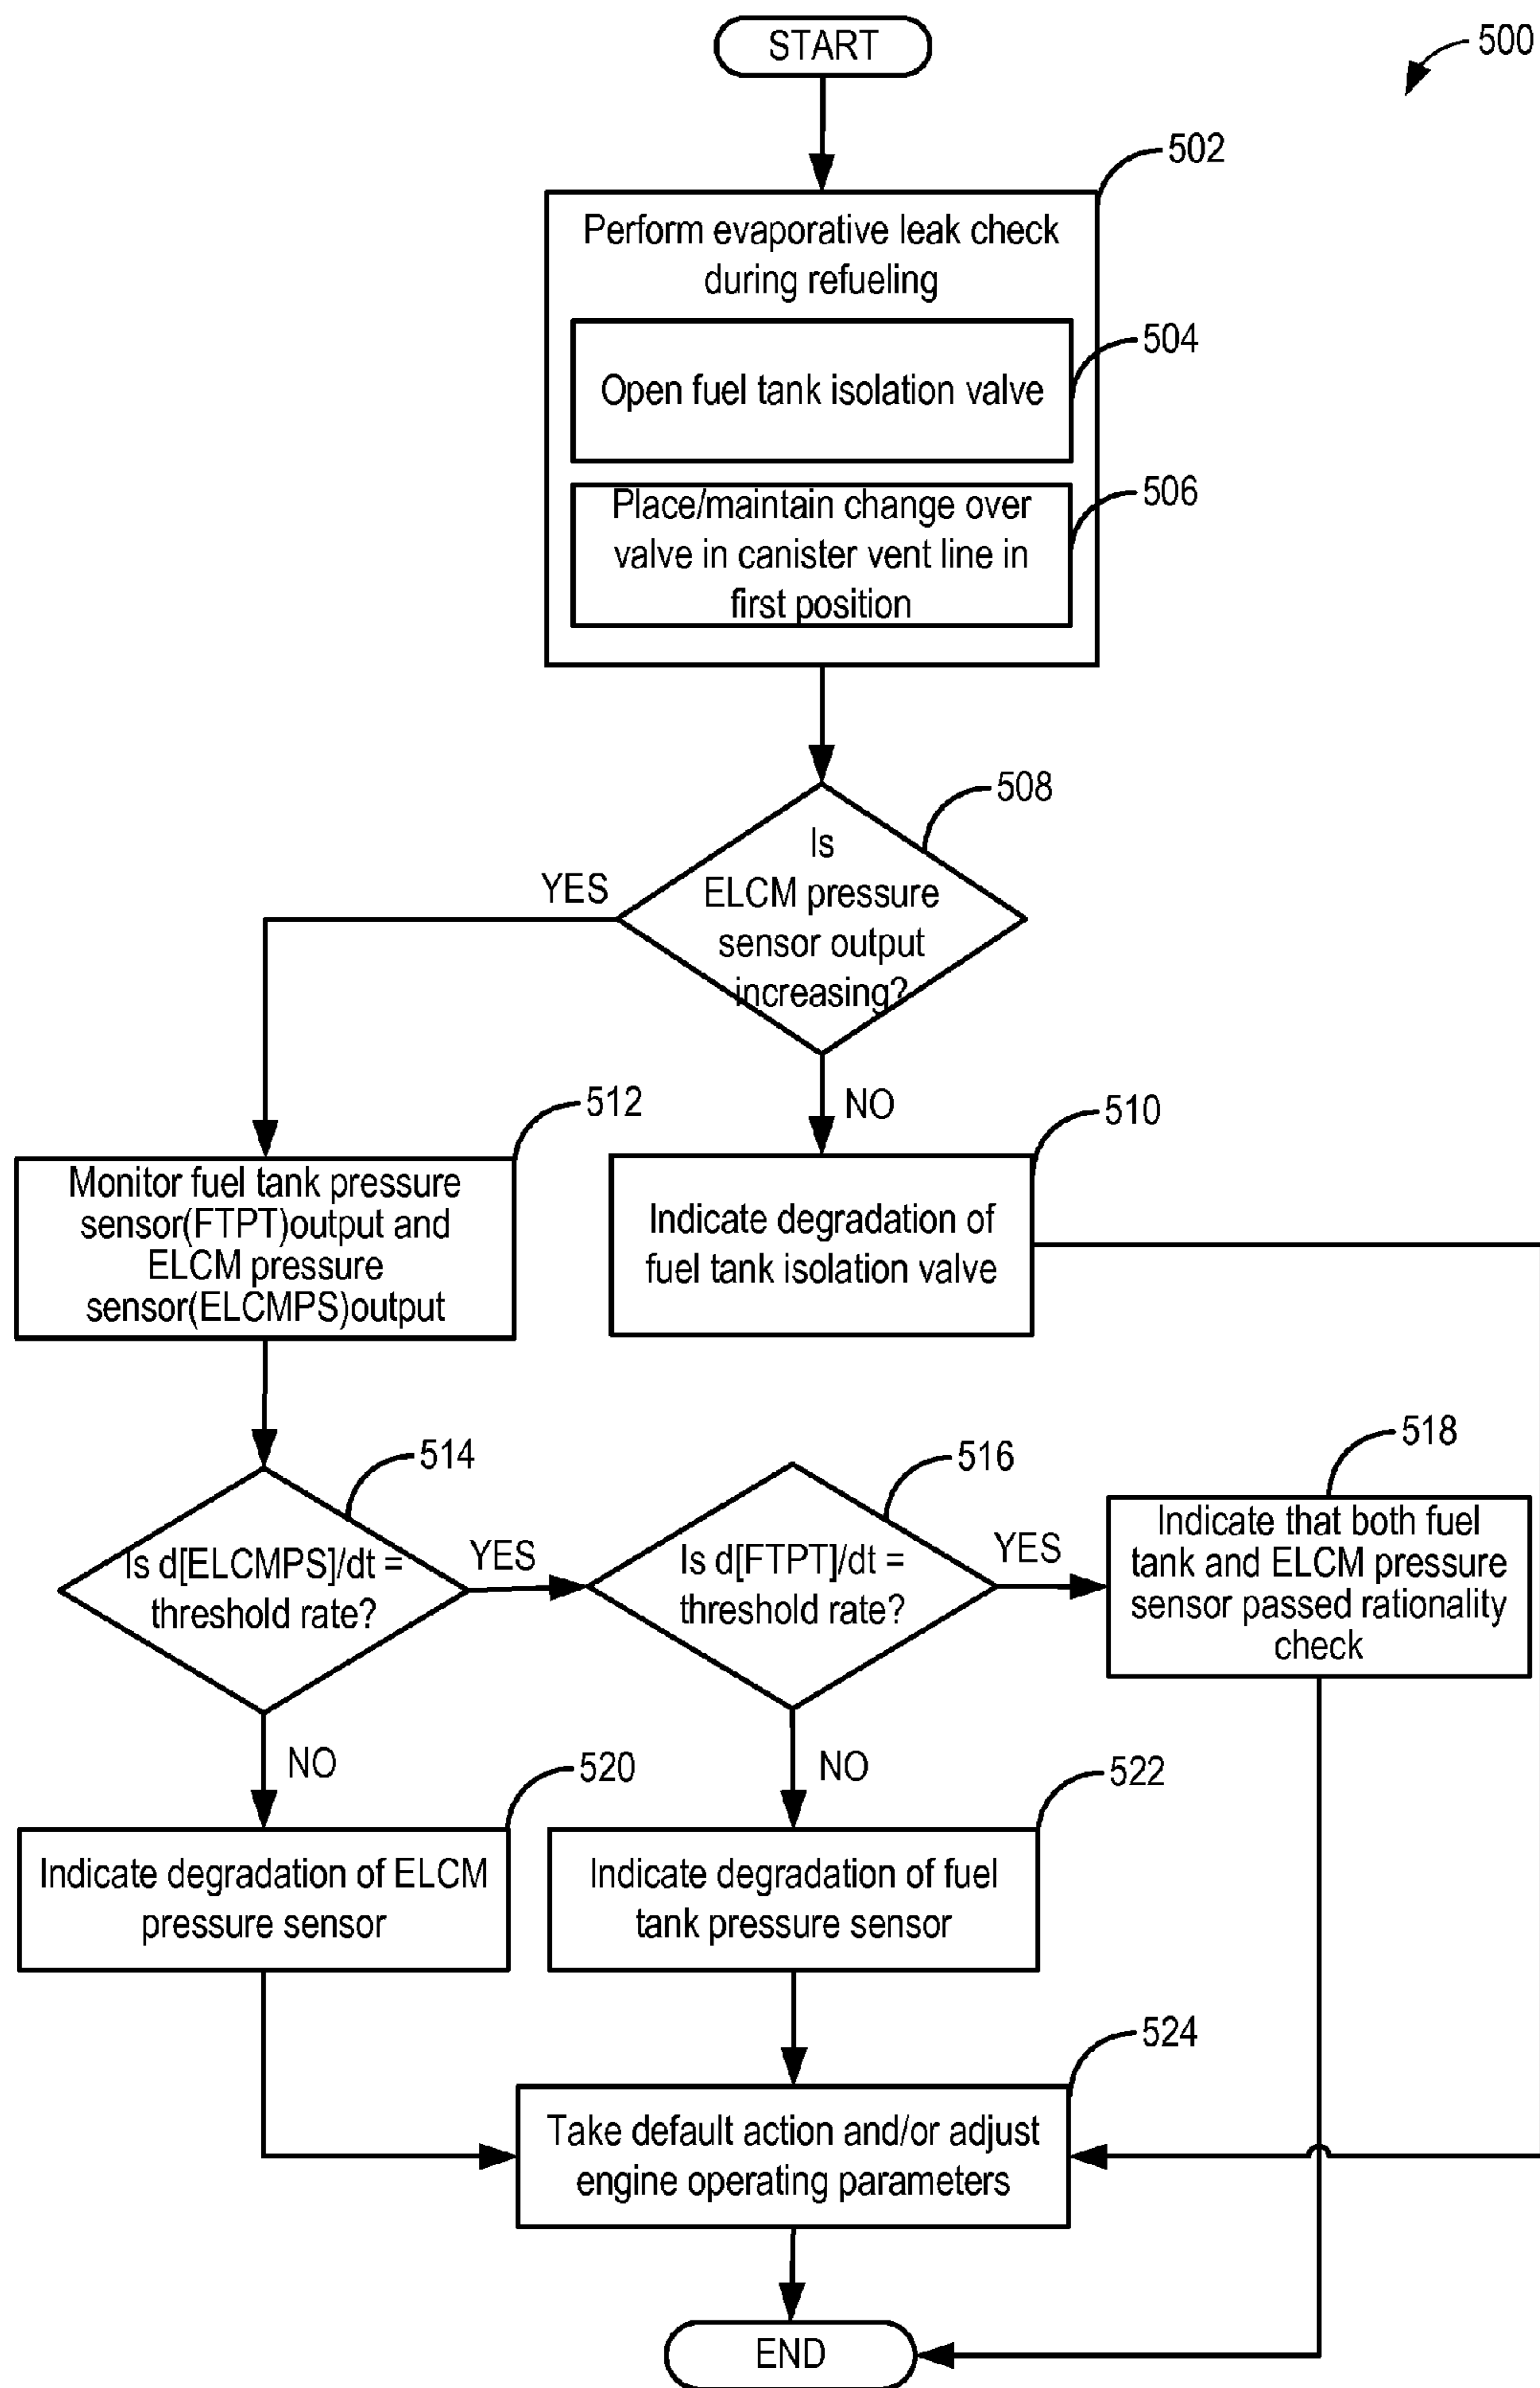 START
500
502
Perform evaporative leak check
during refueling
504
Open fuel tank isolation valve
506
Place/maintain change over
valve in canister vent line in
first position
508
Is
ELCM pressure
sensor output
increasing?
YES
NO
512
Monitor fuel tank pressure
sensor(FTPT)output and
ELCM pressure
sensor(ELCMPS)output
510
Indicate degradation of
fuel tank isolation valve
514
Is d[ELCMPS]/dt =
threshold rate?
YES
516
Is d[FTPT]/dt =
threshold rate?
YES
518
Indicate that both fuel
tank and ELCM pressure
sensor passed rationality
check
NO
520
Indicate degradation of ELCM
pressure sensor
NO
522
Indicate degradation of fuel
tank pressure sensor
524
Take default action and/or adjust
engine operating parameters
END